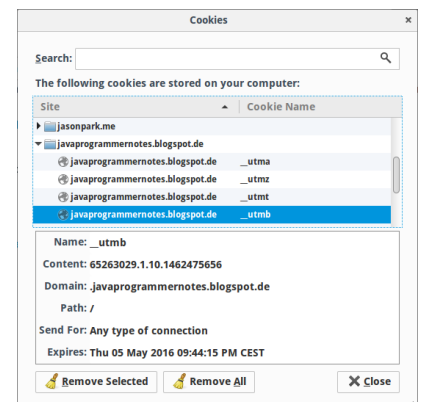 Cookies ×
Search:
The following cookies are stored on your computer:
Site Cookie Name
jasonpark.me
javaprogrammernotes.blogspot.de
javaprogrammernotes.blogspot.de __utma
javaprogrammernotes.blogspot.de __utmz
javaprogrammernotes.blogspot.de __utmt
javaprogrammernotes.blogspot.de __utmb
Name: __utmb
Content: 65263029.1.10.1462475656
Domain: .javaprogrammernotes.blogspot.de
Path: /
Send For: Any type of connection
Expires: Thu 05 May 2016 09:44:15 PM CEST
Remove Selected Remove All Close